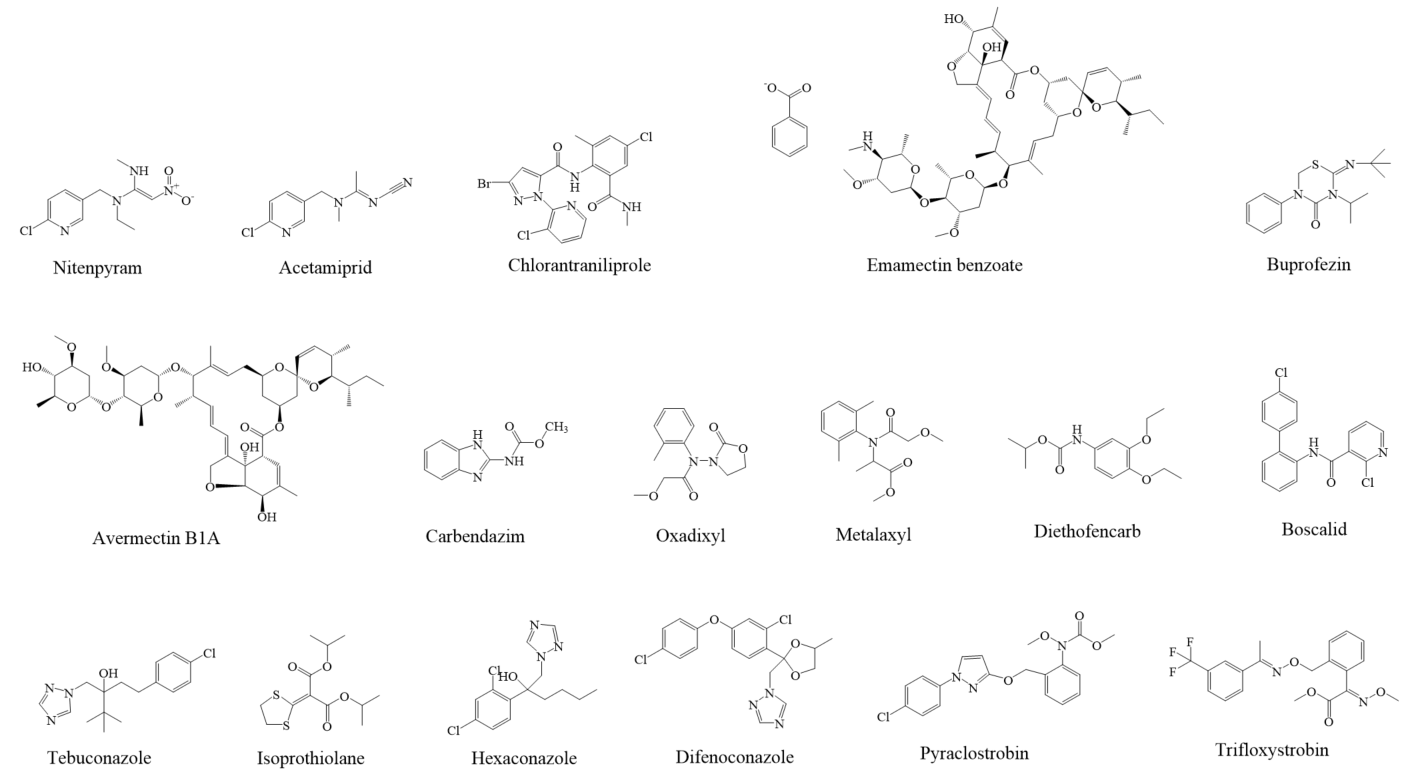 Nitenpyram
Acetamiprid
Chlorantraniliprole
Emamectin benzoate
Buprofezin
Avermectin B1A
Carbendazim
Oxadixyl
Metalaxyl
Diethofencarb
Boscalid
Tebuconazole
Isoprothiolane
Hexaconazole
Difenoconazole
Pyraclostrobin
Trifloxystrobin